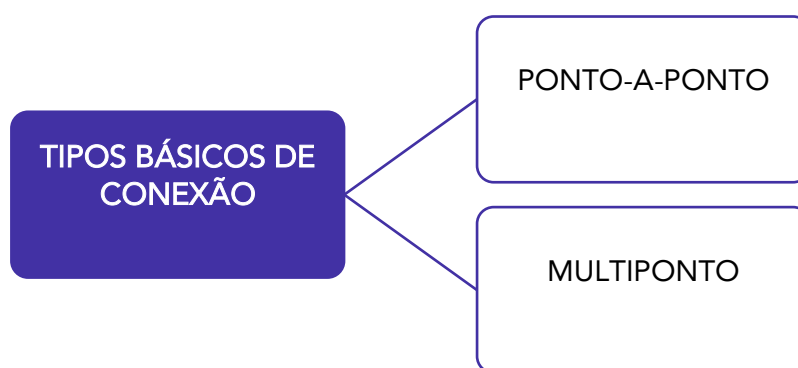 TIPOS BÁSICOS DE
CONEXÃO
PONTO-A-PONTO
MULTIPONTO